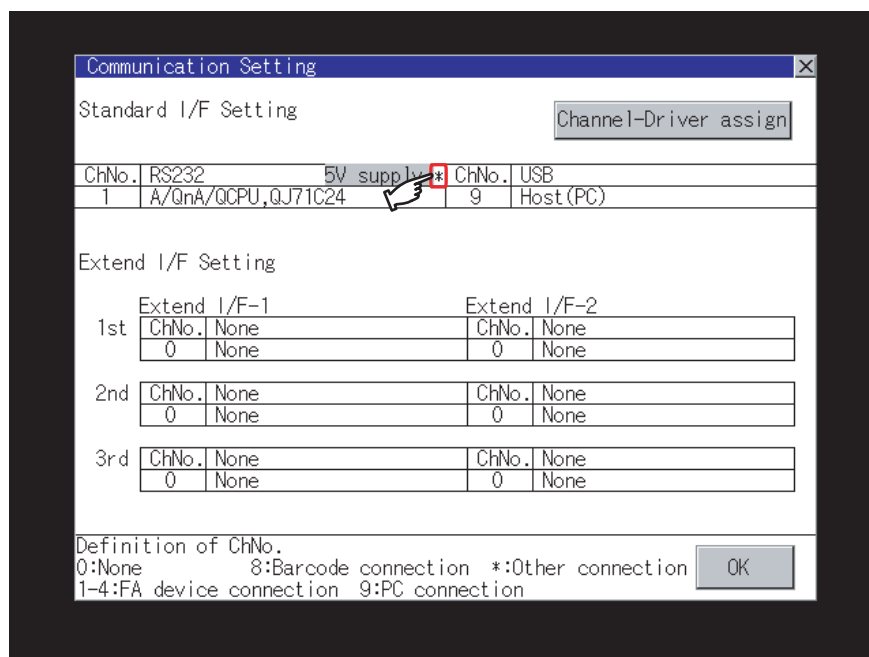 Communication Setting
Standard I/F Setting
Channel-Driver assign
ChNo. RS232 5V supply * ChNo. USB
1 A/QnA/QCPU,QJ71C24 9 Host(PC)
Extend I/F Setting
Extend I/F-1 Extend I/F-2
1st ChNo. None ChNo. None
0 None 0 None
2nd ChNo. None ChNo. None
0 None 0 None
3rd ChNo. None ChNo. None
0 None 0 None
Definition of ChNo.
0:None 8:Barcode connection *:Other connection
1-4:FA device connection 9:PC connection
OK